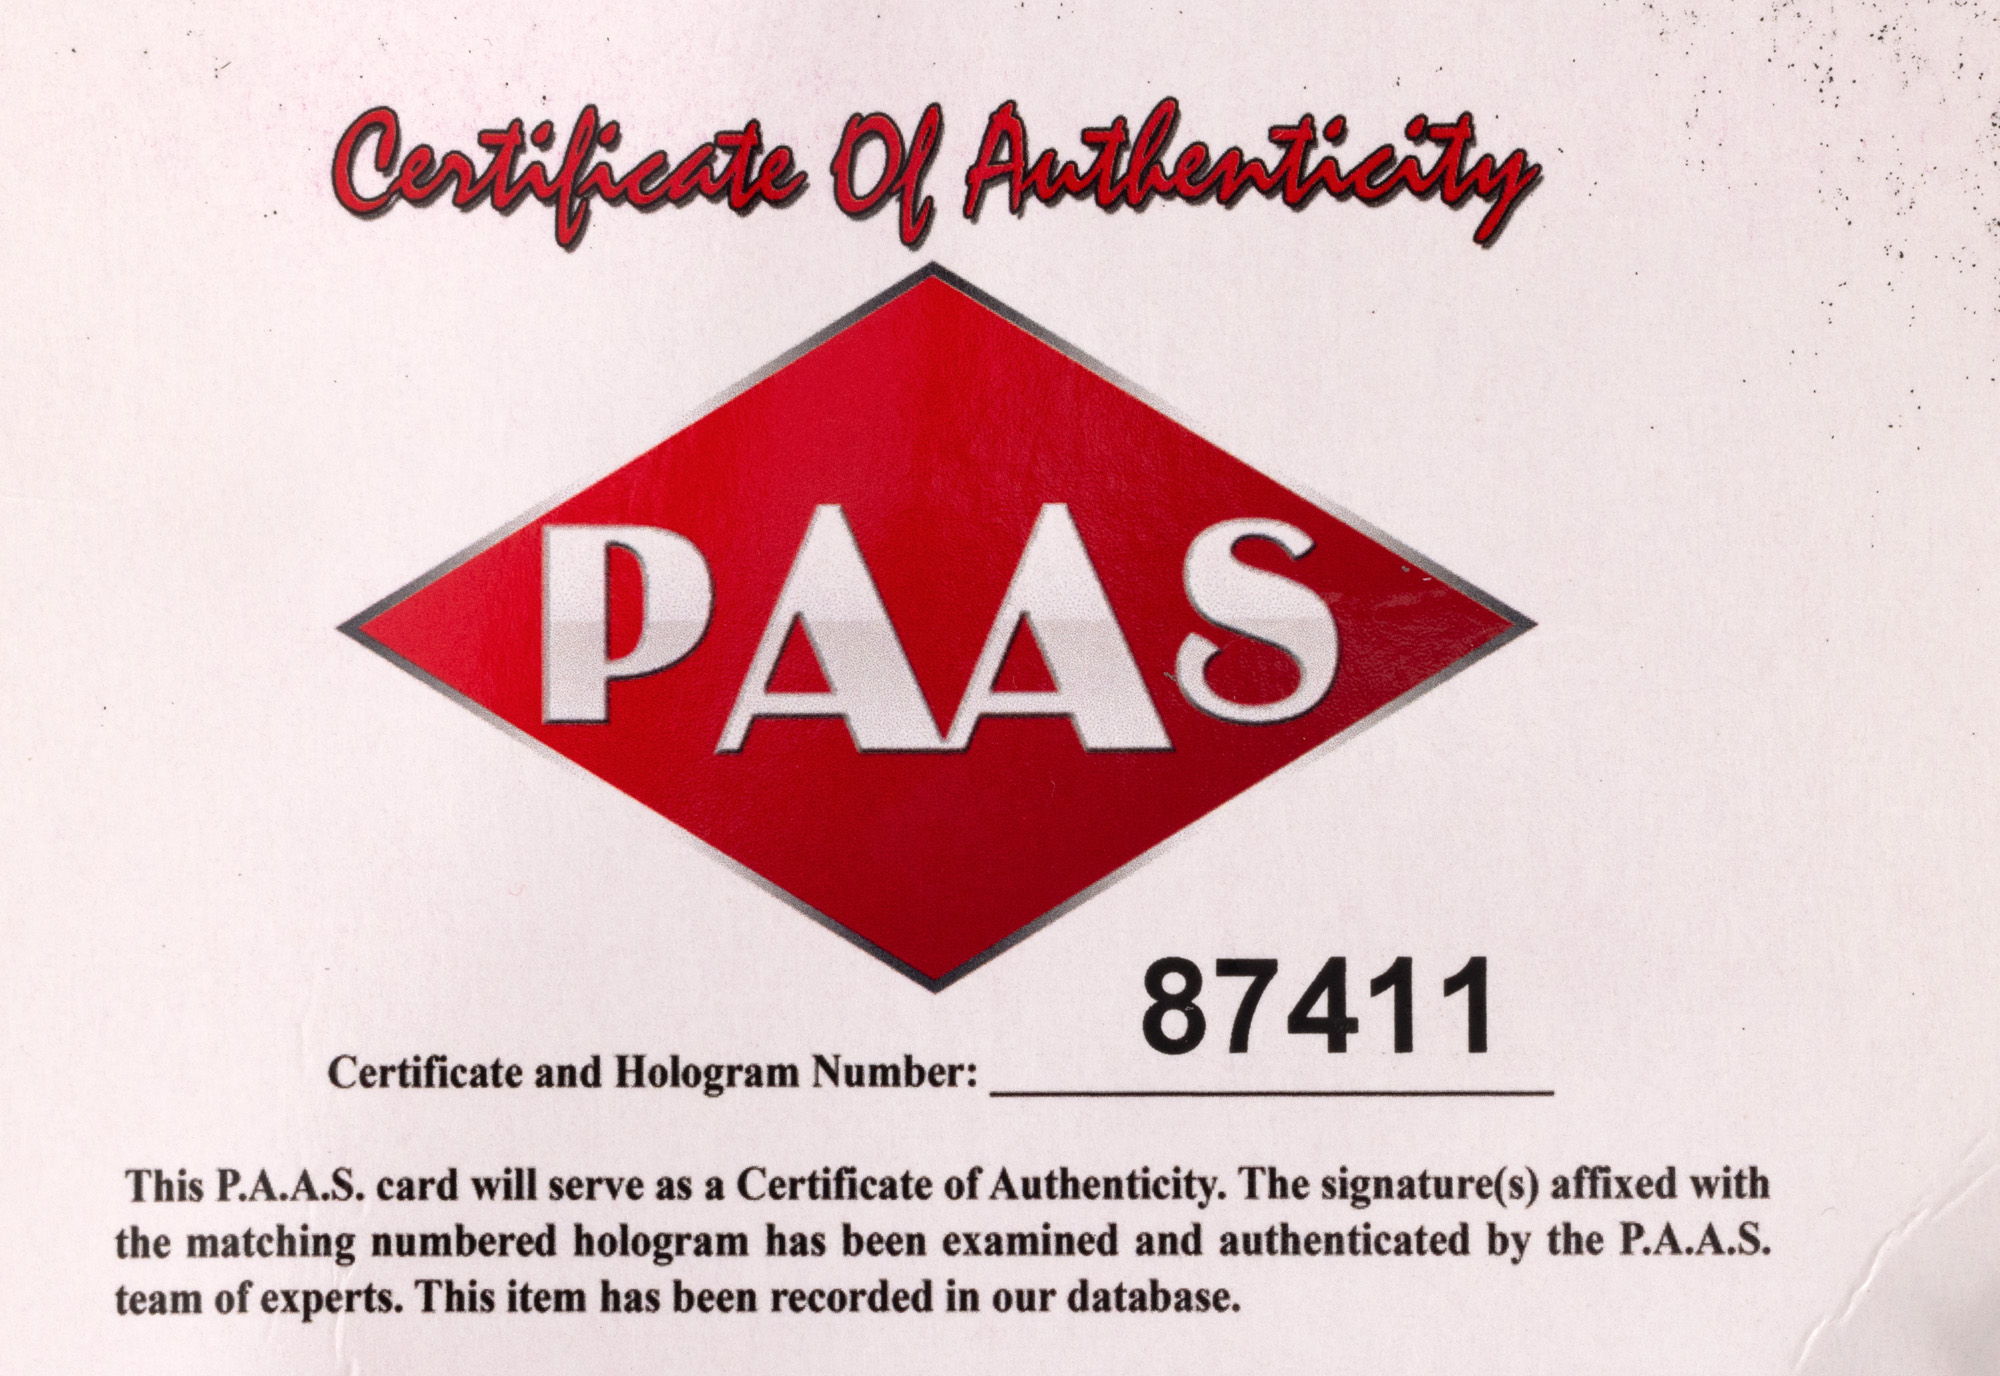 Certificate Of Authenticity
PAAS
87411
Certificate and Hologram Number:
This P.A.A.S. card will serve as a Certificate of Authenticity. The signature(s) affixed with
the matching numbered hologram has been examined and authenticated by the P.A.A.S.
team of experts. This item has been recorded in our database.